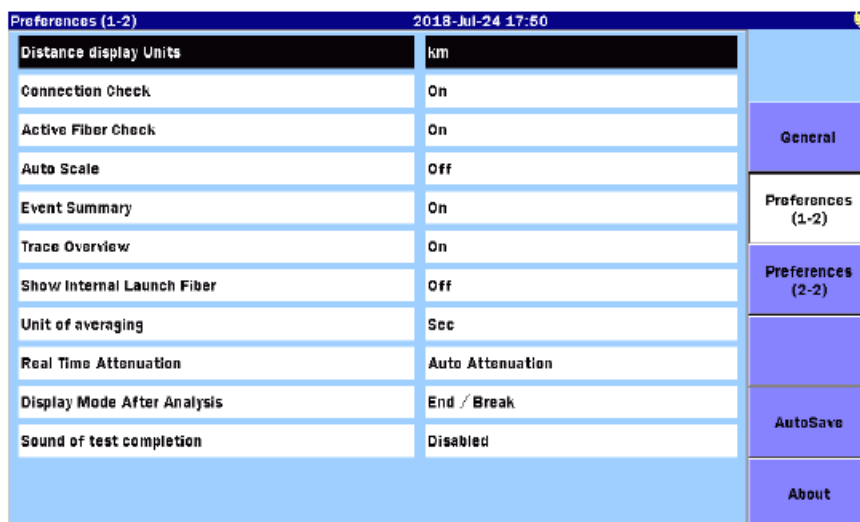 Preferences (1-2) 2018-Jul-24 17:50
Distance display Units km
Connection Check On
Active Fiber Check On
Auto Scale Off
Event Summary On
Trace Overview On
Show Internal Launch Fiber Off
Unit of averaging Sec
Real Time Attenuation Auto Attenuation
Display Mode After Analysis End / Break
Sound of test completion Disabled
General
Preferences
(1-2)
Preferences
(2-2)
AutoSave
About